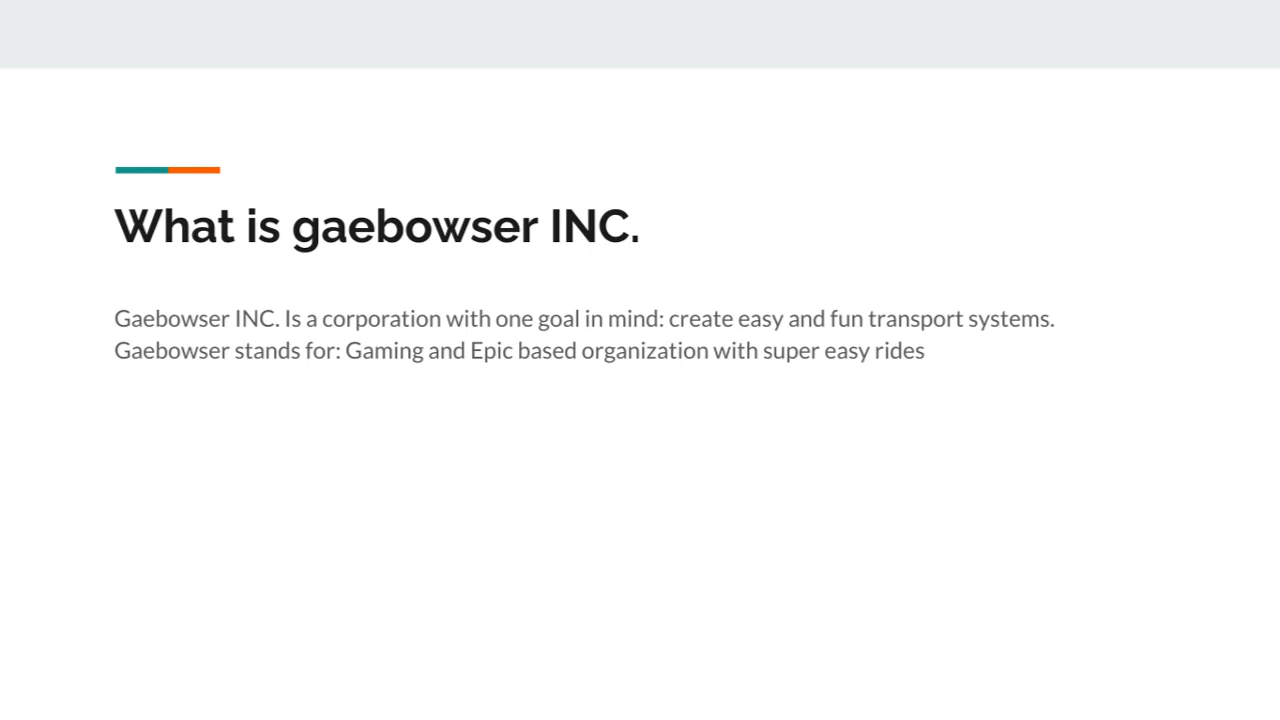 What is gaebowser INC.
Gaebowser INC. Is a corporation with one goal in mind: create easy and fun transport systems.
Gaebowser stands for: Gaming and Epic based organization with super easy rides